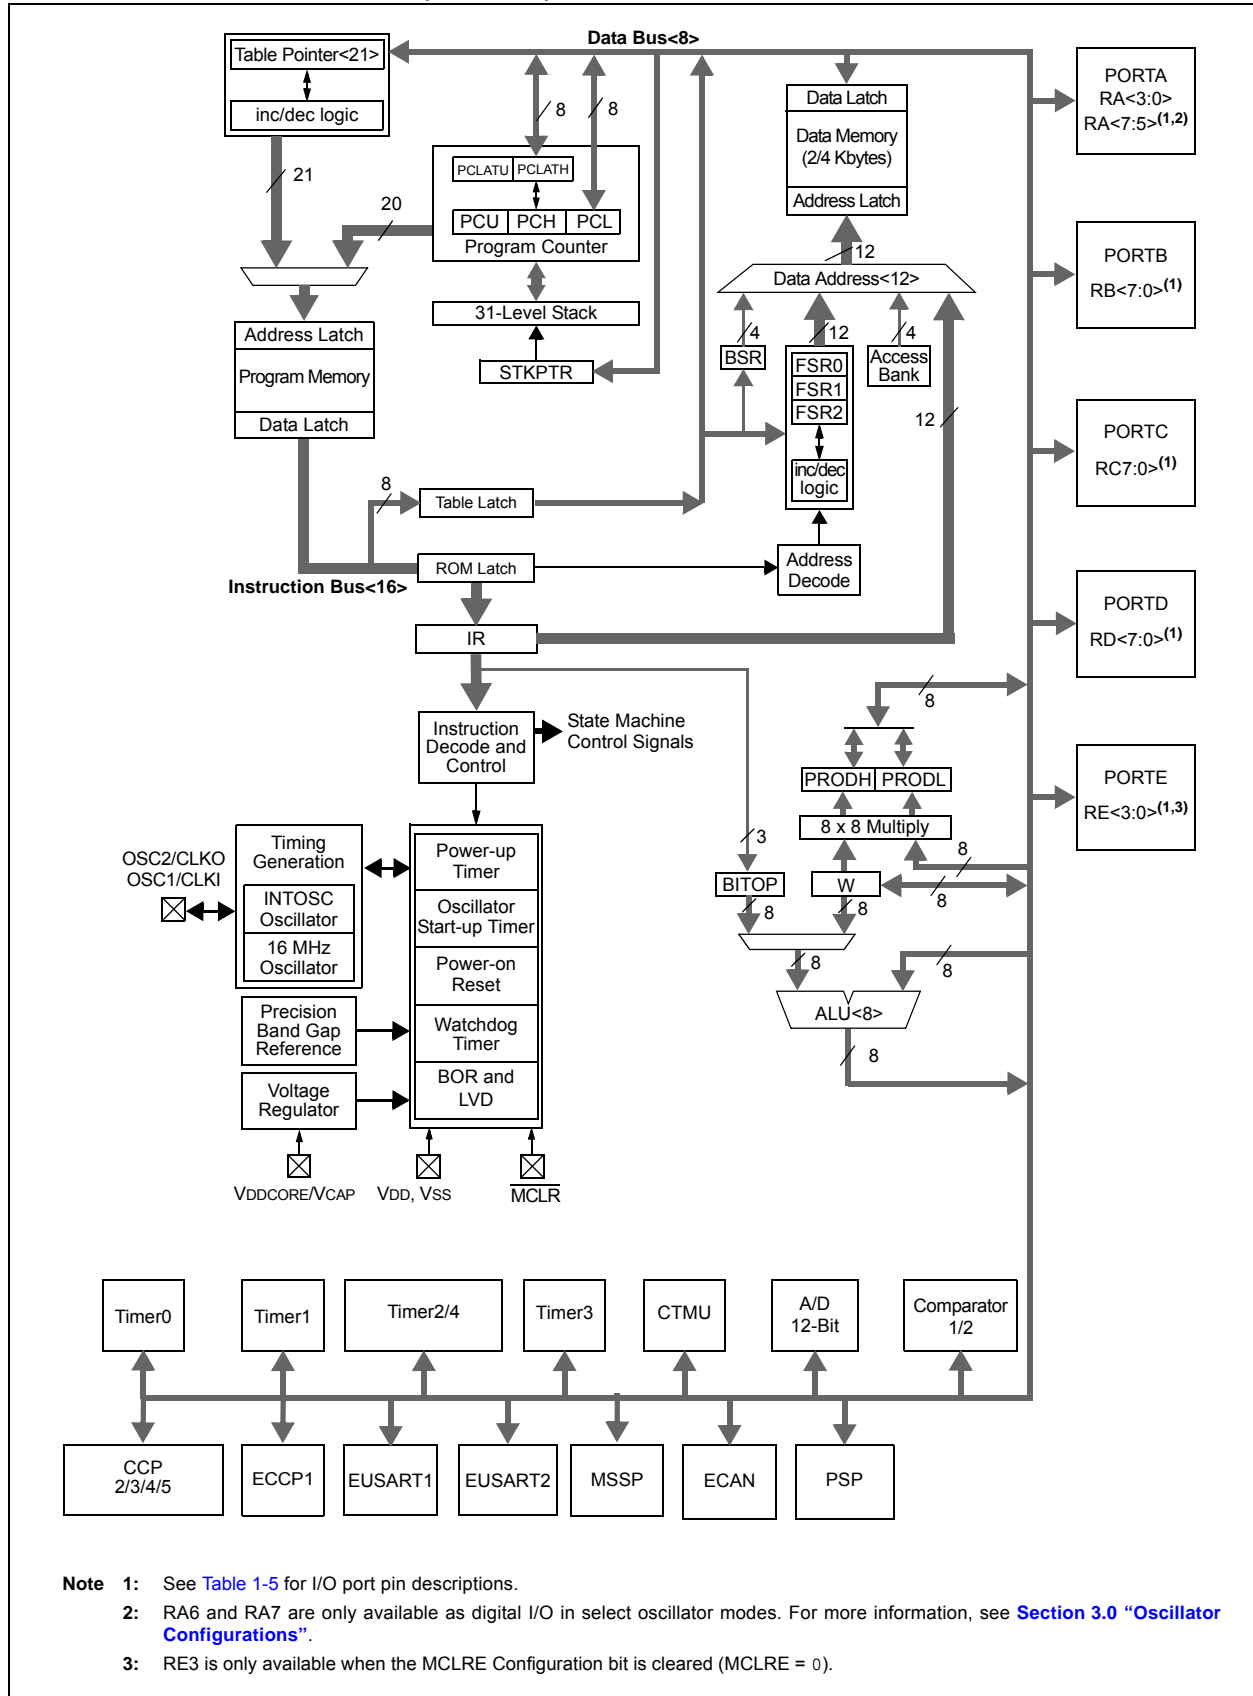 Data Bus<8>
Table Pointer<21>
inc/dec logic
21
20
8
8
PCLATU PCLATH
PCU PCH PCL
Program Counter
31-Level Stack
STKPTR
Data Latch
Data Memory
(2/4 Kbytes)
Address Latch
12
Data Address<12>
4
12
4
BSR
FSR0
FSR1
FSR2
inc/dec
logic
Access
Bank
12
Address
Decode
Address Latch
Program Memory
Data Latch
8
Table Latch
ROM Latch
Instruction Bus<16>
IR
Instruction
Decode and
Control
State Machine
Control Signals
PORTA
RA<3:0>
RA<7:5>(1,2)
PORTB
RB<7:0>(1)
PORTC
RC7:0>(1)
PORTD
RD<7:0>(1)
PORTE
RE<3:0>(1,3)
8
PRODH PRODL
8 x 8 Multiply
3
8
BITOP
W
8
8
8
8
8
ALU<8>
8
OSC2/CLKO
OSC1/CLKI
Timing
Generation
INTOSC
Oscillator
16 MHz
Oscillator
Precision
Band Gap
Reference
Voltage
Regulator
Power-up
Timer
Oscillator
Start-up Timer
Power-on
Reset
Watchdog
Timer
BOR and
LVD
VDDCORE/VCAP
VDD, VSS
MCLR
Timer0
Timer1
Timer2/4
Timer3
CTMU
A/D
12-Bit
Comparator
1/2
CCP
2/3/4/5
ECCP1
EUSART1
EUSART2
MSSP
ECAN
PSP
Note 1: See Table 1-5 for I/O port pin descriptions.
2: RA6 and RA7 are only available as digital I/O in select oscillator modes. For more information, see Section 3.0 “Oscillator
Configurations”.
3: RE3 is only available when the MCLRE Configuration bit is cleared (MCLRE = 0).